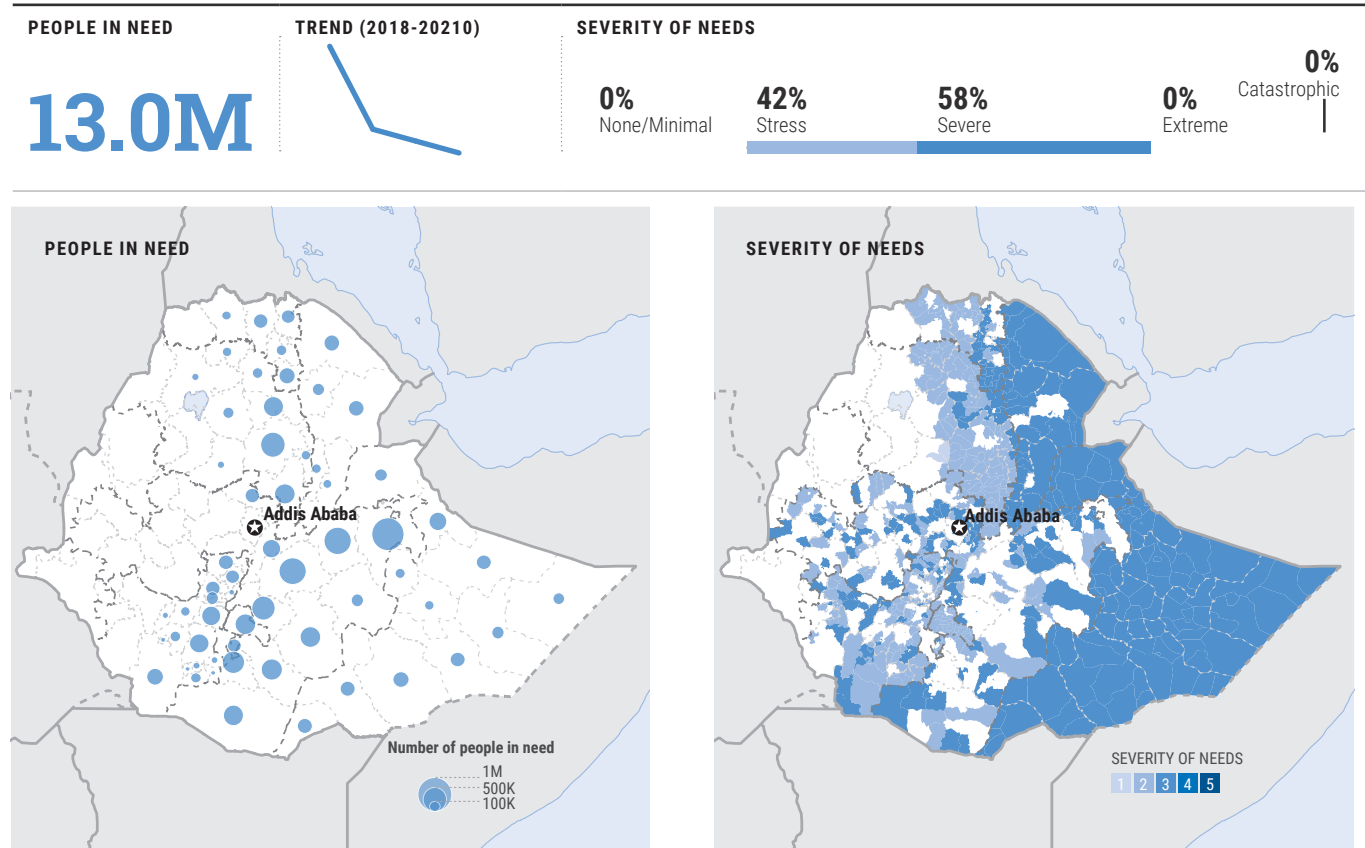 PEOPLE IN NEED
TREND (2018-20210)
SEVERITY OF NEEDS
13.0M
0%
None/Minimal
42%
Stress
58%
Severe
0%
Extreme
0%
Catastrophic
PEOPLE IN NEED
Addis Ababa
Number of people in need
1M
500K
100K
SEVERITY OF NEEDS
Addis Ababa
SEVERITY OF NEEDS
1 2 3 4 5